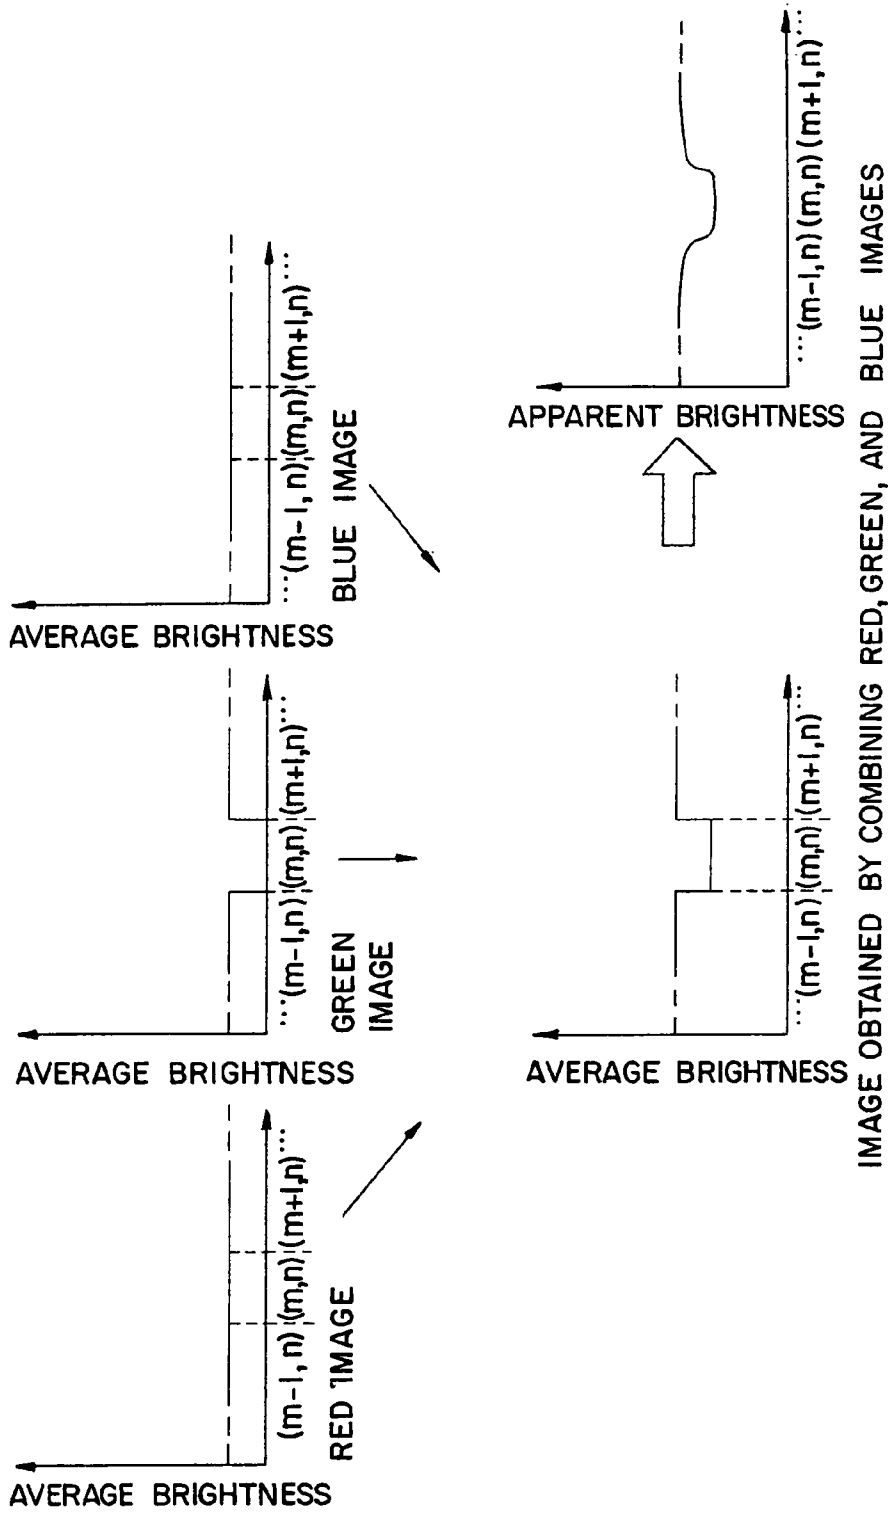 AVERAGE BRIGHTNESS
(m-1, n) (m,n) (m+1,n)...
RED IMAGE
AVERAGE BRIGHTNESS
....(m-1,n) (m,n) (m+1,n)...
GREEN
IMAGE
AVERAGE BRIGHTNESS
...(m-1, n) (m,n) (m+1,n)...
BLUE IMAGE
AVERAGE BRIGHTNESS
....(m-1,n) (m,n) (m+1,n)...
APPARENT BRIGHTNESS
...(m-1,n) (m,n) (m+1,n)...
IMAGE OBTAINED BY COMBINING RED, GREEN, AND BLUE IMAGES